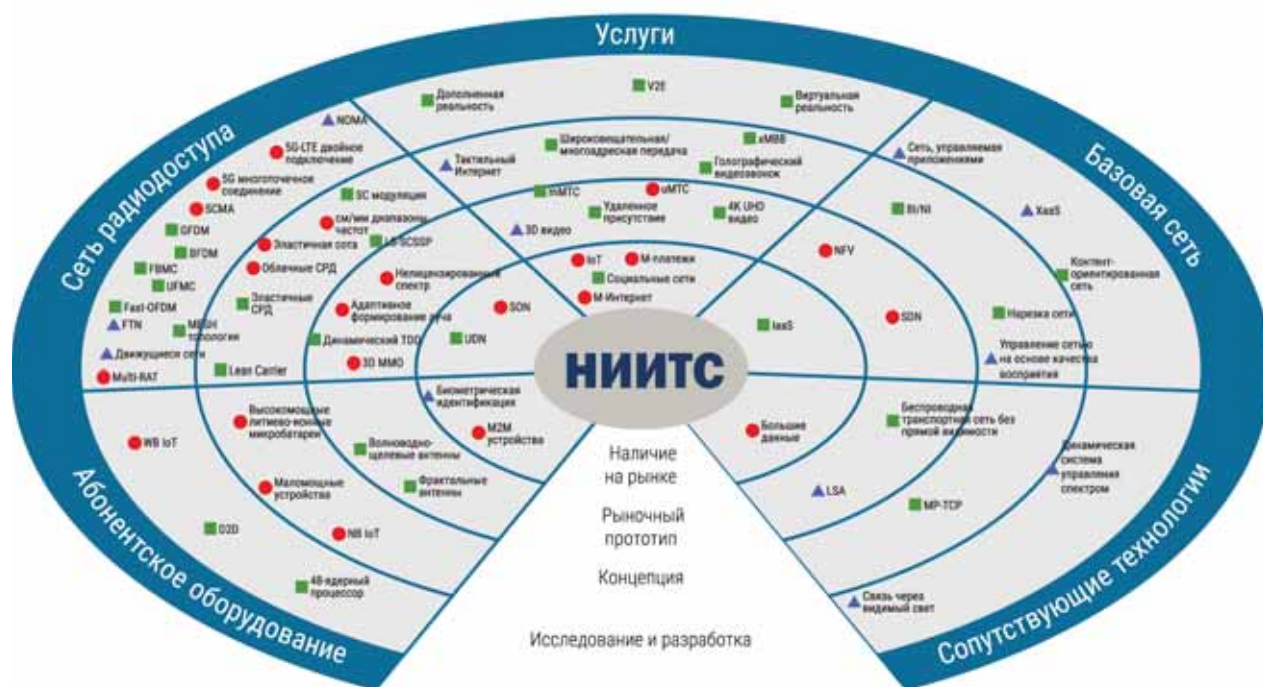 Услуги
Сеть радиодоступа
Базовая сеть
Абонентское оборудование
Сопутствующие технологии
НИИТС
Дополненная
реальность
V2E
Виртуальная
реальность
Тактильный
Интернет
Широковещательная/
многоадресная передача
xMBB
Голографический
видеозвонок
mMTC
uMTC
Удаленное
присутствие
4K UHD
видео
3D видео
IoT
М-платежи
Социальные сети
М-Интернет
NOMA
5G-LTE двойное
подключение
5G многоточечное
соединение
SCMA
GFDM
BFDM
FBMC
UFMC
Fast-OFDM
FTN
MESH
топологии
Движущиеся сети
Multi-RAT
SC модуляция
см/мм диапазоны
частот
LS-SCSSP
Эластичная сота
Облачные СРД
Эластичные
СРД
Lean Carrier
Нелицензированный
спектр
Адаптивное
формирование луча
Динамический TDD
3D MMO
SON
UDN
Сеть, управляемая
приложениями
BI/NI
XaaS
Контент-
ориентированная
сеть
NFV
Нарезка сети
SDN
IaaS
Управление сетью
на основе качества
восприятия
Биометрическая
идентификация
M2M
устройства
Высокомощные
литиево-ионные
микробатареи
WB IoT
Волноводно-
щелевые антенны
Фрактальные
антенны
Маломощные
устройства
NB IoT
D2D
48-ядерный
процессор
Большие
данные
Беспроводная
транспортная сеть без
прямой видимости
Динамическая
система
управления
спектром
LSA
MP-TCP
Связь через
видимый свет
Наличие
на рынке
Рыночный
прототип
Концепция
Исследование и разработка